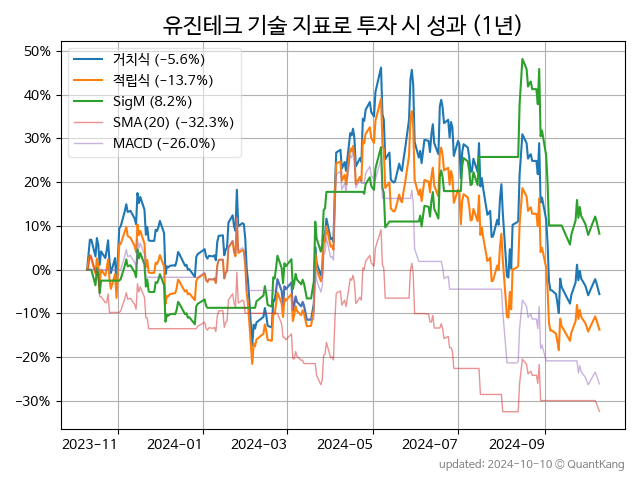 유진테크 기술 지표로 투자 시 성과 (1년)
50%
40%
30%
20%
10%
0%
−10%
−20%
−30%
거치식 (−5.6%)
적립식 (−13.7%)
SigM (8.2%)
SMA(20) (−32.3%)
MACD (−26.0%)
2023-11
2024-01
2024-03
2024-05
2024-07
2024-09
updated: 2024-10-10 © QuantKang